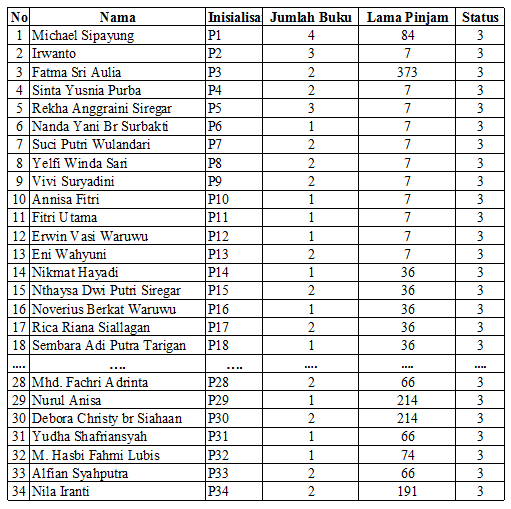 No Nama Inisialisa Jumlah Buku Lama Pinjam Status
1 Michael Sipayung P1 4 84 3
2 Irwanto P2 3 7 3
3 Fatma Sri Aulia P3 2 373 3
4 Sinta Yusnia Purba P4 2 7 3
5 Rekha Anggraini Siregar P5 3 7 3
6 Nanda Yani Br Surbakti P6 1 7 3
7 Suci Putri Wulandari P7 2 7 3
8 Yelfi Winda Sari P8 2 7 3
9 Vivi Suryadini P9 2 7 3
10 Annisa Fitri P10 1 7 3
11 Fitri Utama P11 1 7 3
12 Erwin Vasi Waruwu P12 1 7 3
13 Eni Wahyuni P13 2 7 3
14 Nikmat Hayadi P14 1 36 3
15 Nthaysa Dwi Putri Siregar P15 2 36 3
16 Noverius Berkat Waruwu P16 1 36 3
17 Rica Riana Siallagan P17 2 36 3
18 Sembara Adi Putra Tarigan P18 1 36 3
.... .... .... .... .... ....
28 Mhd. Fachri Adrinta P28 2 66 3
29 Nurul Anisa P29 1 214 3
30 Debora Christy br Siahaan P30 2 214 3
31 Yudha Shafriansyah P31 1 66 3
32 M. Hasbi Fahmi Lubis P32 1 74 3
33 Alfian Syahputra P33 2 66 3
34 Nila Iranti P34 2 191 3